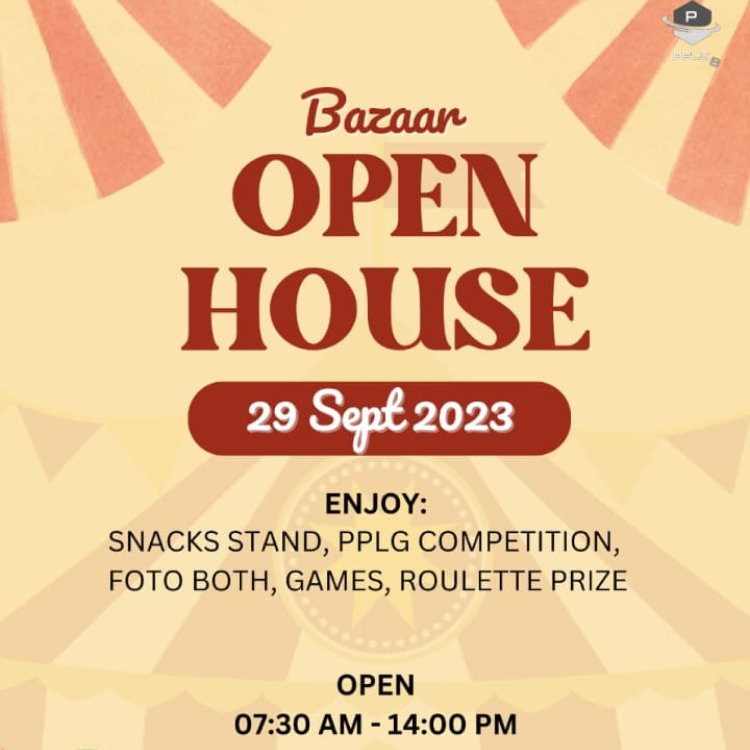 P
Bazaar
OPEN
HOUSE
29 Sept 2023
ENJOY:
SNACKS STAND, PPLG COMPETITION,
FOTO BOTH, GAMES, ROULETTE PRIZE
OPEN
07:30 AM - 14:00 PM